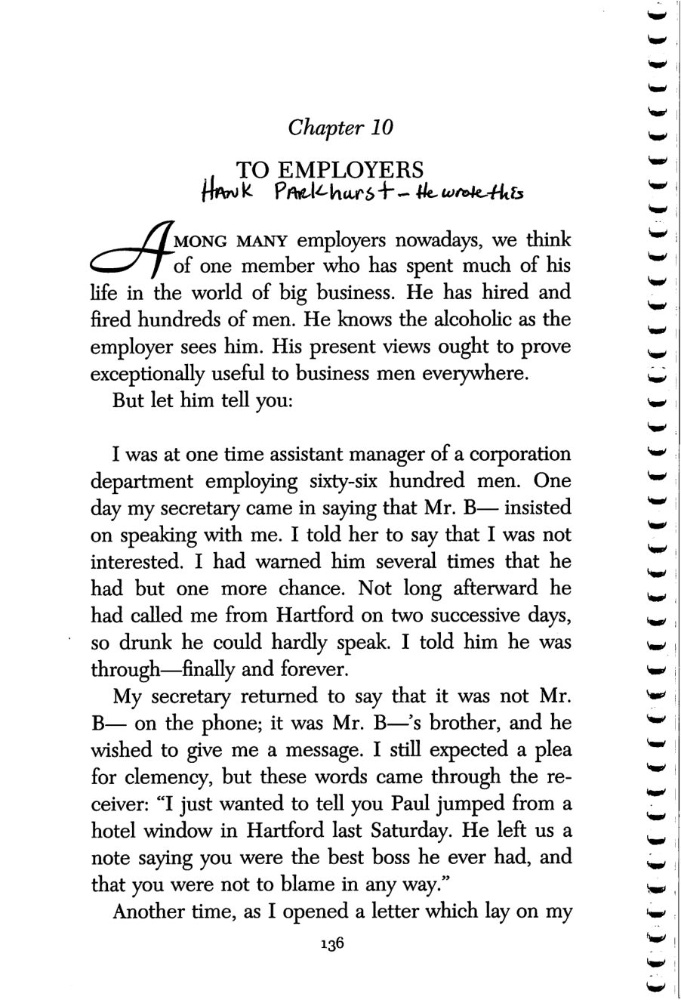 Chapter 10
TO EMPLOYERS
Hank Parkhurst - He wrote this
AMONG MANY employers nowadays, we think
of one member who has spent much of his
life in the world of big business. He has hired and
fired hundreds of men. He knows the alcoholic as the
employer sees him. His present views ought to prove
exceptionally useful to business men everywhere.
But let him tell you:
I was at one time assistant manager of a corporation
department employing sixty-six hundred men. One
day my secretary came in saying that Mr. B— insisted
on speaking with me. I told her to say that I was not
interested. I had warned him several times that he
had but one more chance. Not long afterward he
had called me from Hartford on two successive days,
so drunk he could hardly speak. I told him he was
through—finally and forever.
My secretary returned to say that it was not Mr.
B— on the phone; it was Mr. B—’s brother, and he
wished to give me a message. I still expected a plea
for clemency, but these words came through the re-
ceiver: “I just wanted to tell you Paul jumped from a
hotel window in Hartford last Saturday. He left us a
note saying you were the best boss he ever had, and
that you were not to blame in any way.”
Another time, as I opened a letter which lay on my
136